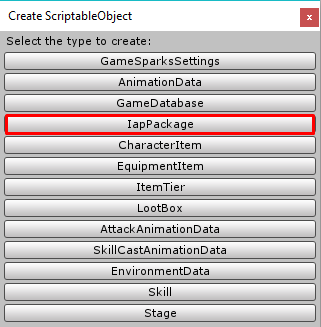 Create ScriptableObject
x
Select the type to create:
GameSparksSettings
AnimationData
GameDatabase
IapPackage
CharacterItem
EquipmentItem
ItemTier
LootBox
AttackAnimationData
SkillCastAnimationData
EnvironmentData
Skill
Stage